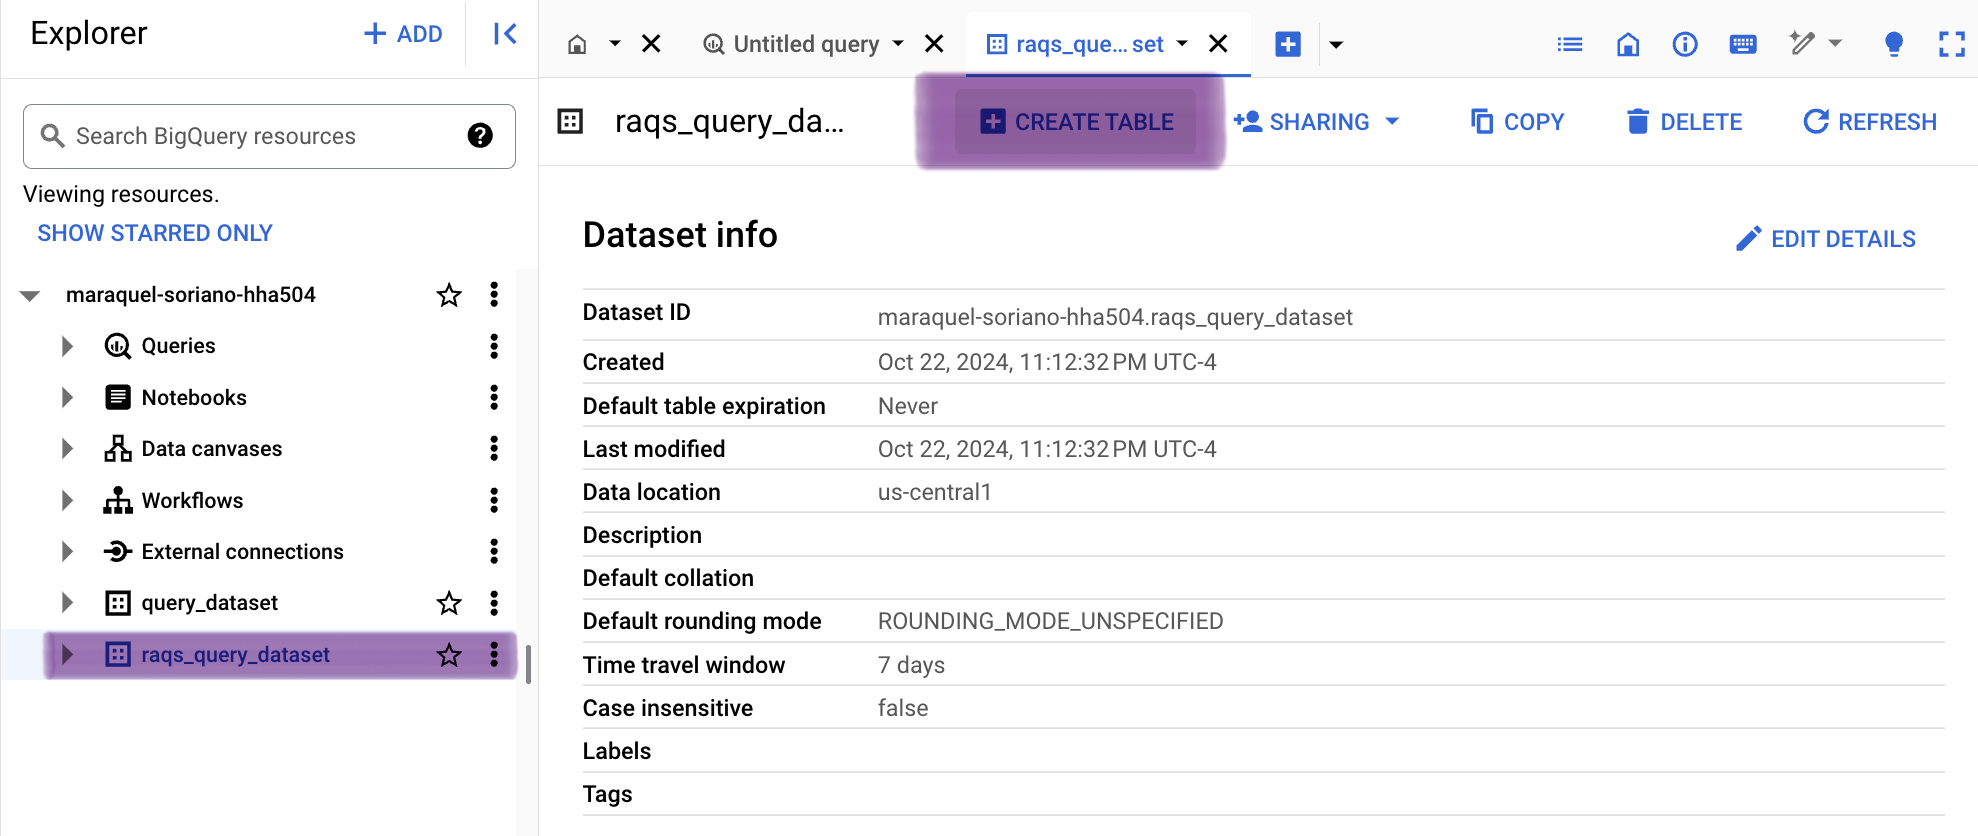 Explorer
+ ADD
Untitled query
raqs_que... set
Search BigQuery resources
Viewing resources.
SHOW STARRED ONLY
maraquel-soriano-hha504
Queries
Notebooks
Data canvases
Workflows
External connections
query_dataset
raqs_query_dataset
raqs_query_da...
CREATE TABLE
SHARING
COPY
DELETE
REFRESH
Dataset info
EDIT DETAILS
Dataset ID maraquel-soriano-hha504.raqs_query_dataset
Created Oct 22, 2024, 11:12:32 PM UTC-4
Default table expiration Never
Last modified Oct 22, 2024, 11:12:32 PM UTC-4
Data location us-central1
Description
Default collation
Default rounding mode ROUNDING_MODE_UNSPECIFIED
Time travel window 7 days
Case insensitive false
Labels
Tags